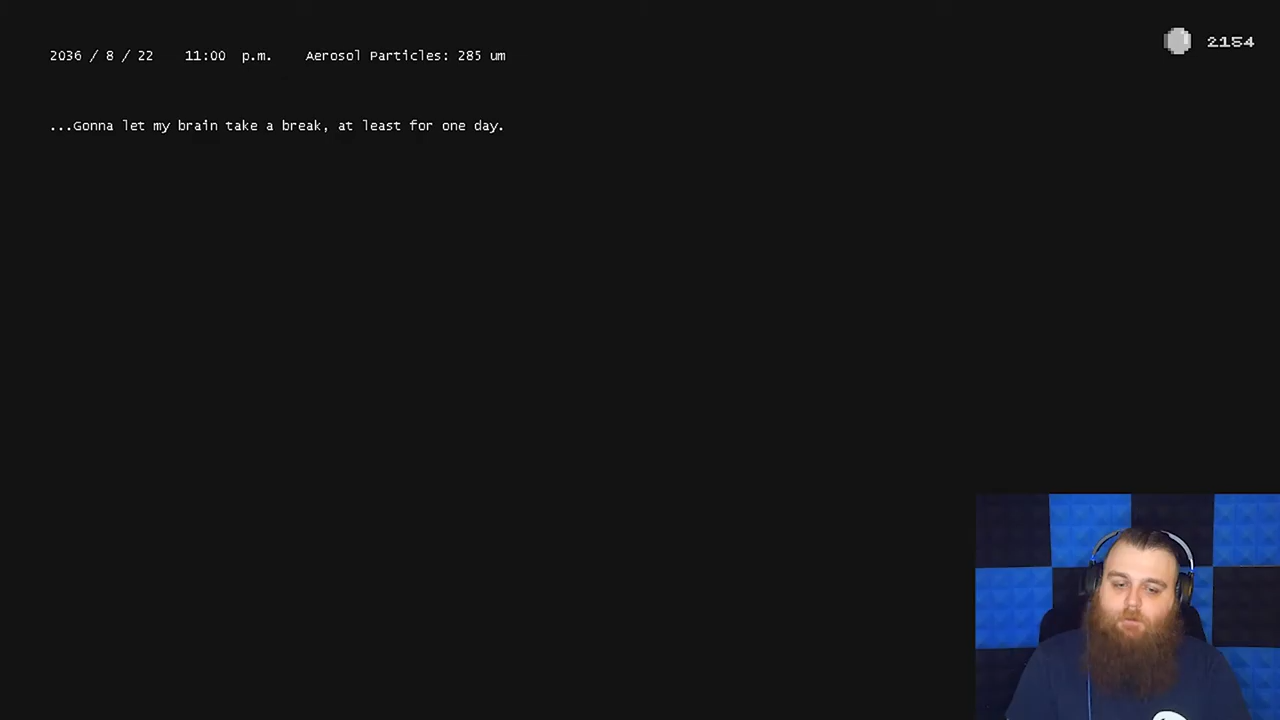 2036 / 8 / 22 11:00 p.m. Aerosol Particles: 285 um
2154
...Gonna let my brain take a break, at least for one day.